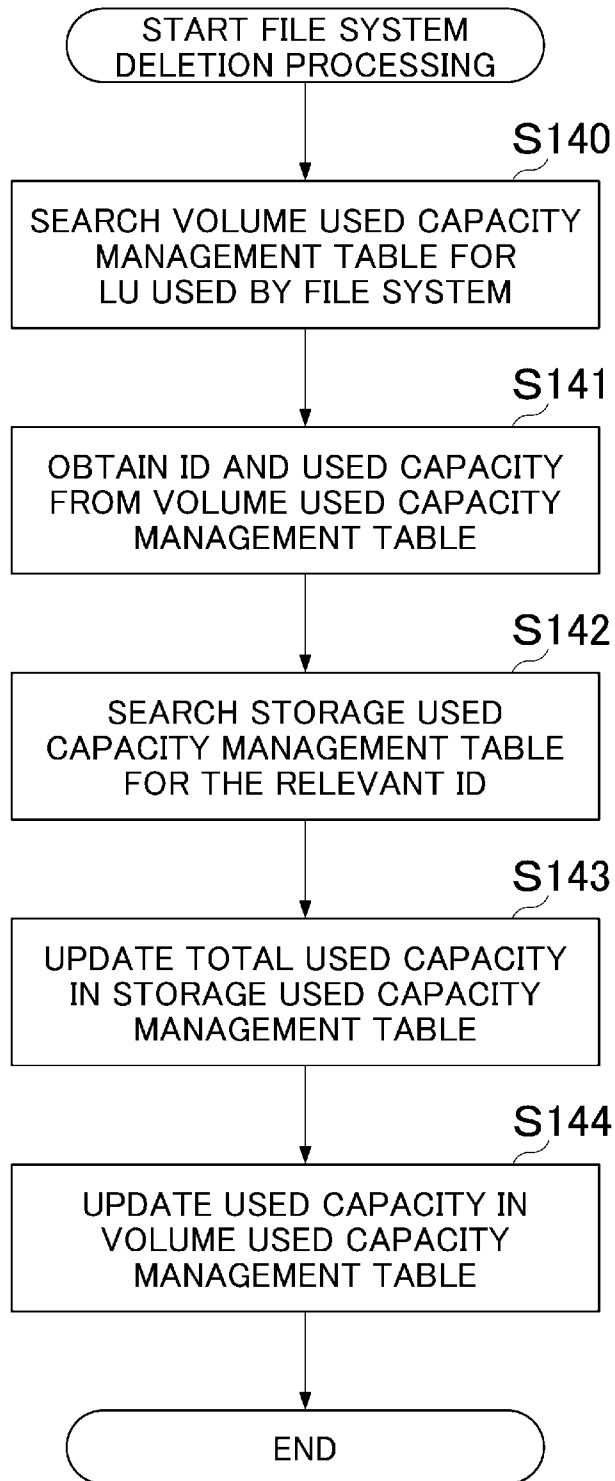 START FILE SYSTEM
DELETION PROCESSING
S140
SEARCH VOLUME USED CAPACITY
MANAGEMENT TABLE FOR
LU USED BY FILE SYSTEM
S141
OBTAIN ID AND USED CAPACITY
FROM VOLUME USED CAPACITY
MANAGEMENT TABLE
S142
SEARCH STORAGE USED
CAPACITY MANAGEMENT TABLE
FOR THE RELEVANT ID
S143
UPDATE TOTAL USED CAPACITY
IN STORAGE USED CAPACITY
MANAGEMENT TABLE
S144
UPDATE USED CAPACITY IN
VOLUME USED CAPACITY
MANAGEMENT TABLE
END